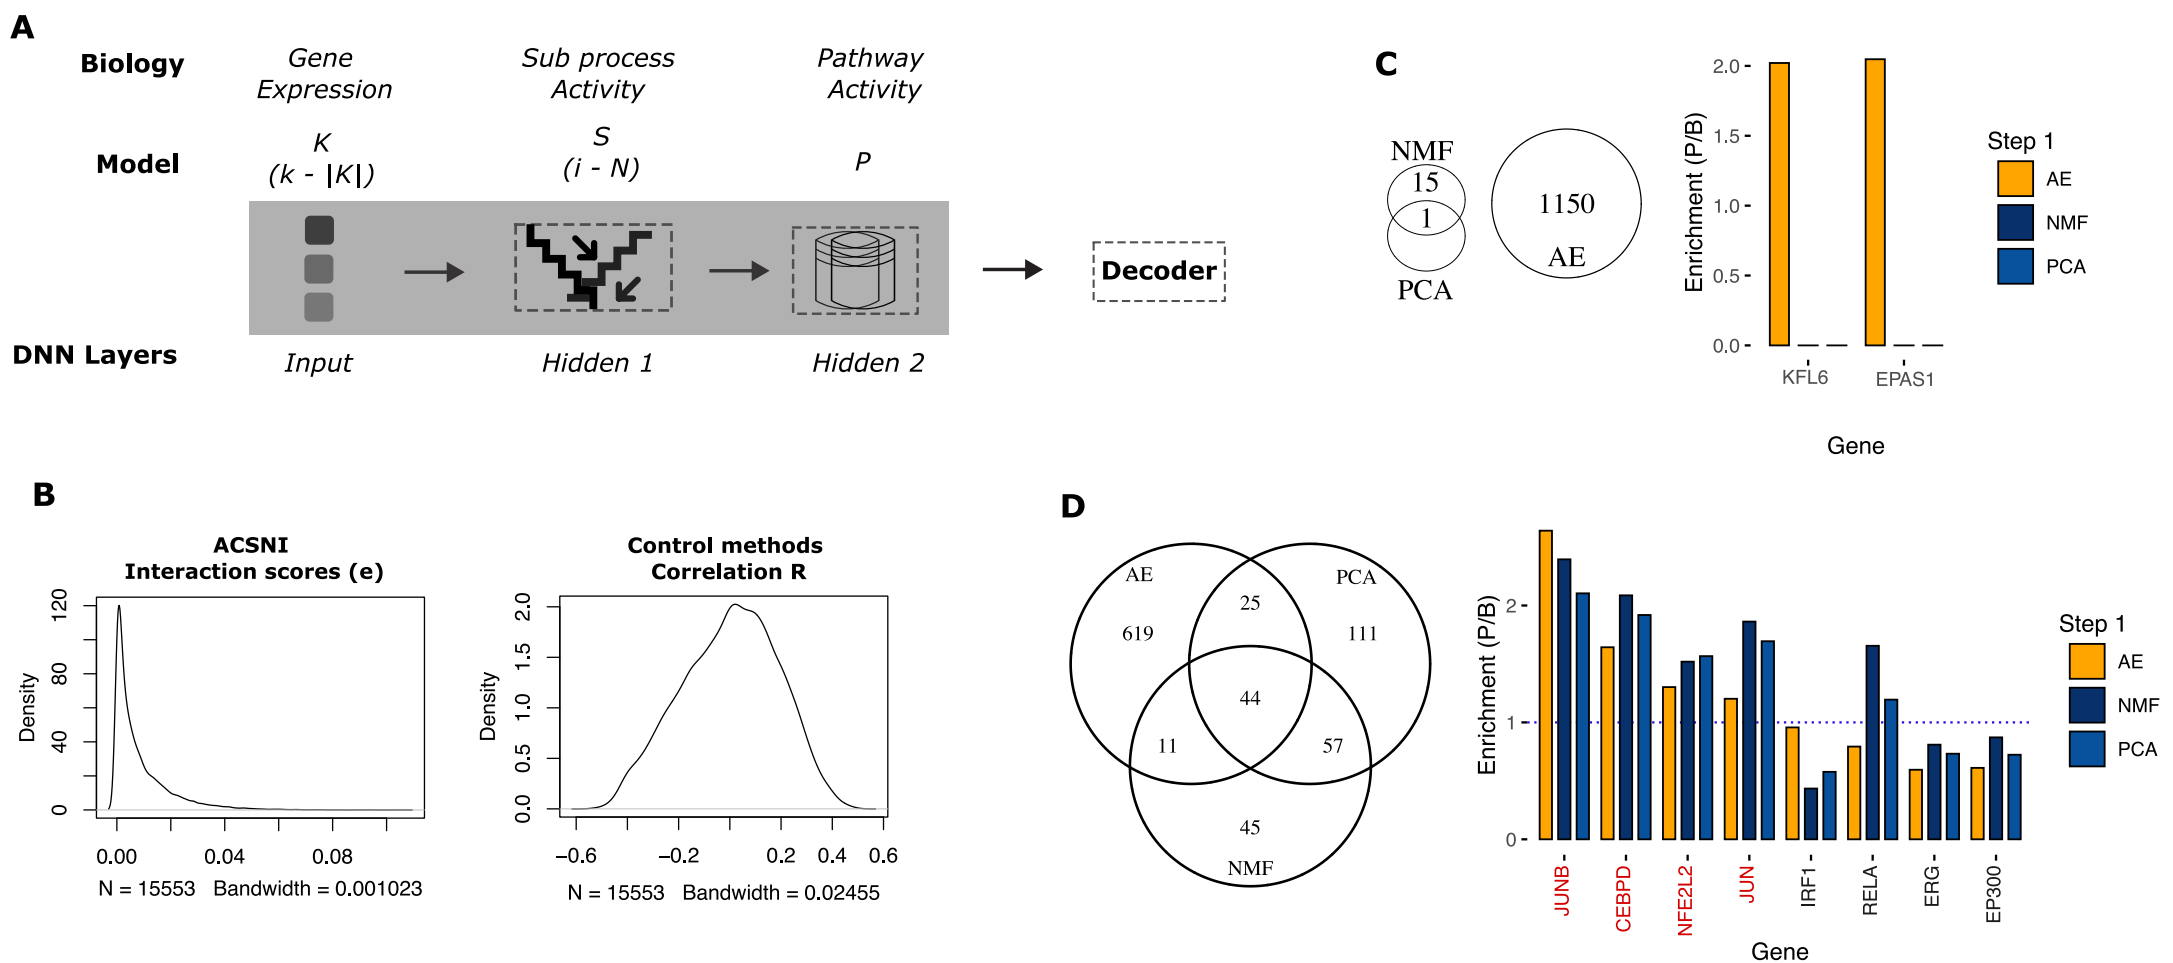 A
Biology
Gene
Expression
Sub process
Activity
Pathway
Activity
Model
K
(k - |K|)
S
(i - N)
P
Decoder
DNN Layers
Input
Hidden 1
Hidden 2
B
ACSNI
Interaction scores (e)
Density
0
40
80
120
0.00
0.04
0.08
N = 15553 Bandwidth = 0.001023
Control methods
Correlation R
Density
0.0
0.5
1.0
1.5
2.0
-0.6
-0.2
0.2
0.4
0.6
N = 15553 Bandwidth = 0.02455
C
NMF
15
1
PCA
1150
AE
Enrichment (P/B)
2.0
1.5
1.0
0.5
0.0
KFL6
EPAS1
Gene
Step 1
AE
NMF
PCA
D
AE
PCA
25
619
111
44
11
57
45
NMF
Enrichment (P/B)
2
1
0
JUNB
CEBPD
NFE2L2
JUN
IRF1
RELA
ERG
EP300
Gene
Step 1
AE
NMF
PCA